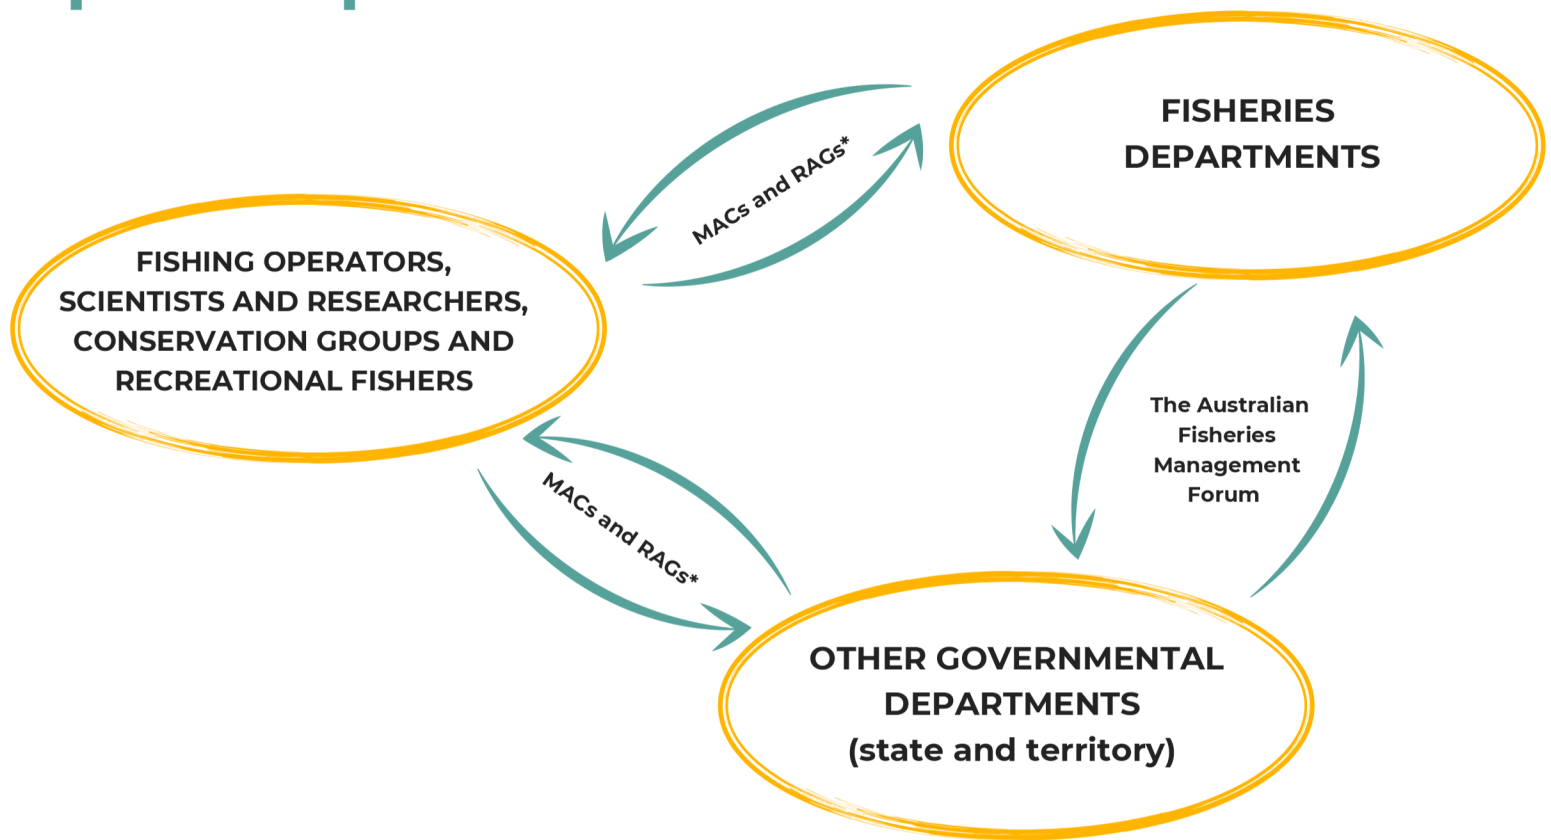 FISHERIES
DEPARTMENTS
MACs and RAGs*
FISHING OPERATORS,
SCIENTISTS AND RESEARCHERS,
CONSERVATION GROUPS AND
RECREATIONAL FISHERS
The Australian
Fisheries
Management
Forum
MACs and RAGs*
OTHER GOVERNMENTAL
DEPARTMENTS
(state and territory)